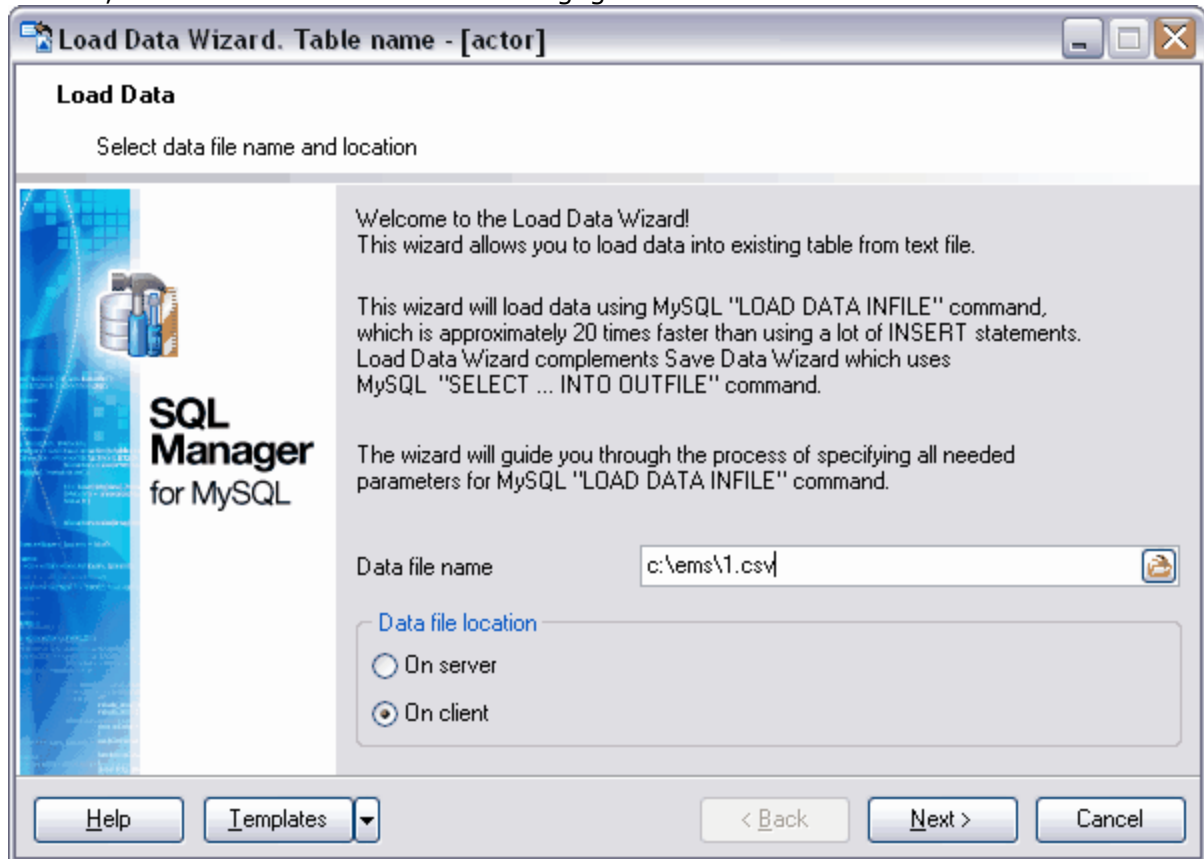 Load Data Wizard. Table name - [actor]
Load Data
Select data file name and location
Welcome to the Load Data Wizard!
This wizard allows you to load data into existing table from text file.
This wizard will load data using MySQL "LOAD DATA INFILE" command,
which is approximately 20 times faster than using a lot of INSERT statements.
Load Data Wizard complements Save Data Wizard which uses
MySQL "SELECT ... INTO OUTFILE" command.
SQL
Manager
for MySQL
The wizard will guide you through the process of specifying all needed
parameters for MySQL "LOAD DATA INFILE" command.
Data file name
c:\ems\1.csv
Data file location
On server
On client
Help
Templates
< Back
Next >
Cancel